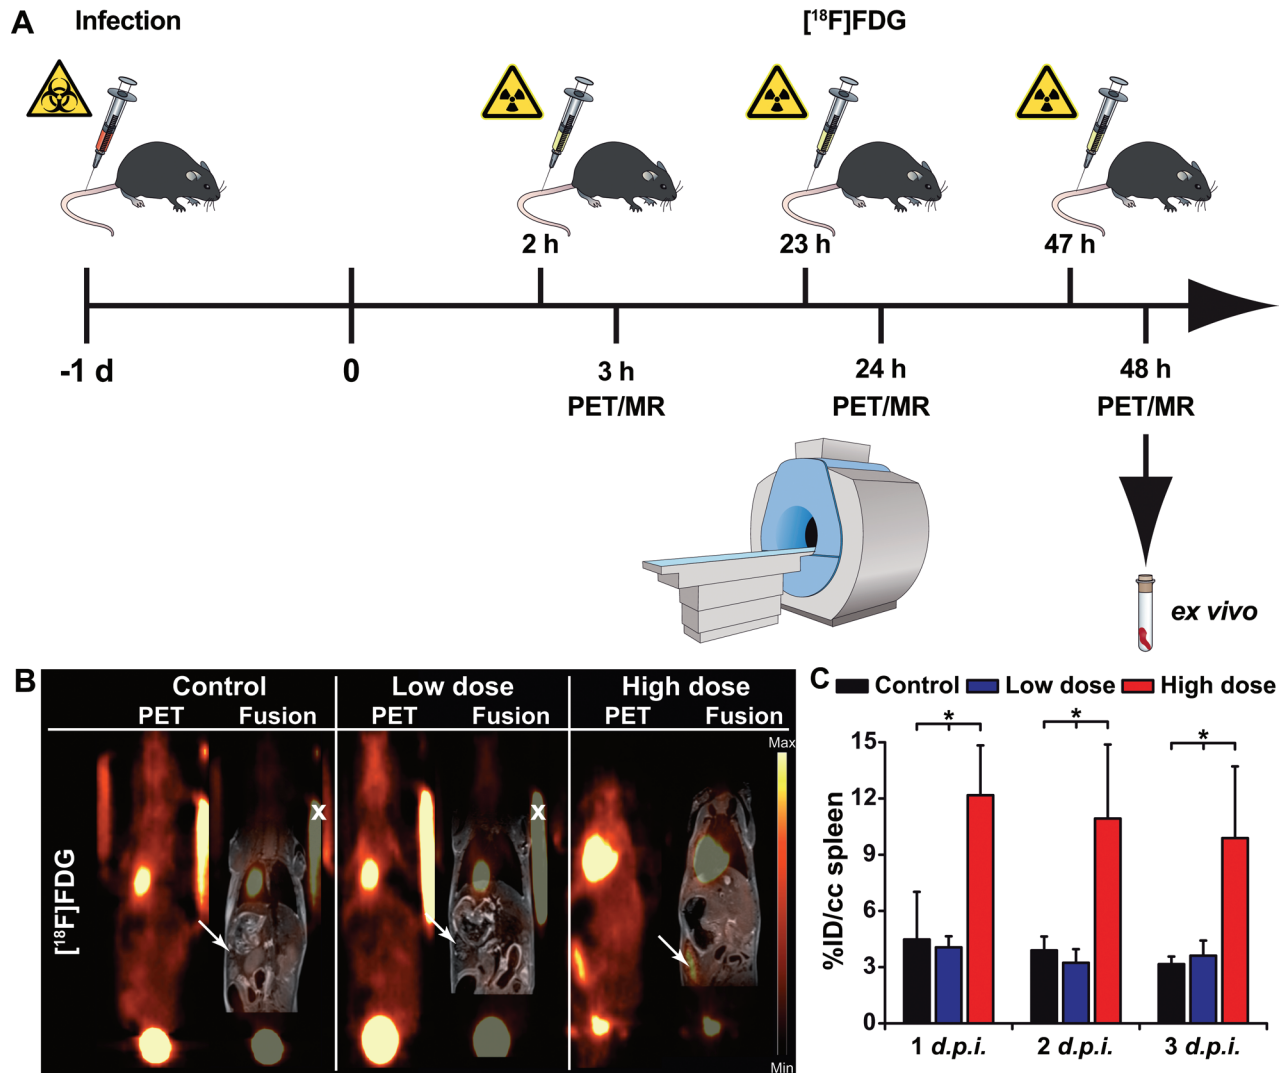 A
Infection
[¹⁸F]FDG
2 h
23 h
47 h
-1 d
0
3 h
24 h
48 h
PET/MR
PET/MR
PET/MR
ex vivo
B
Control
Low dose
High dose
PET
Fusion
PET
Fusion
PET
Fusion
Max
x
x
[¹⁸F]FDG
Min
C
Control
Low dose
High dose
*
*
*
15
12
9
6
3
0
%ID/cc spleen
1 d.p.i.
2 d.p.i.
3 d.p.i.